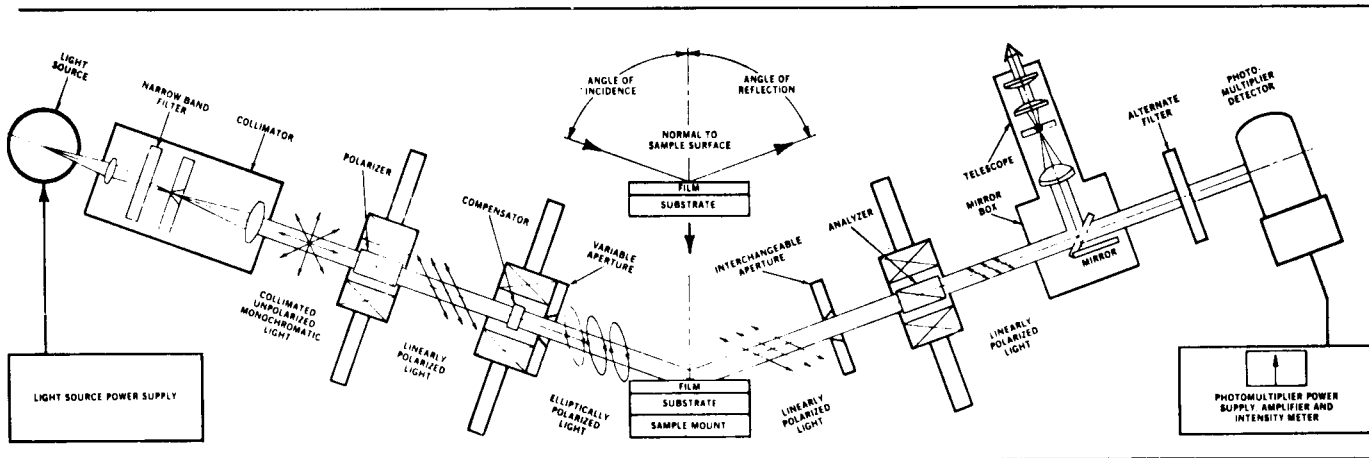 LIGHT
SOURCE
NARROW BAND
FILTER
COLLIMATOR
POLARIZER
COMPENSATOR
VARIABLE
APERTURE
COLLIMATED
UNPOLARIZED
MONOCHROMATIC
LIGHT
LINEARLY
POLARIZED
LIGHT
ELLIPTICALLY
POLARIZED
LIGHT
LIGHT SOURCE POWER SUPPLY
ANGLE OF
INCIDENCE
ANGLE OF
REFLECTION
NORMAL TO
SAMPLE SURFACE
FILM
SUBSTRATE
FILM
SUBSTRATE
SAMPLE MOUNT
LINEARLY
POLARIZED
LIGHT
INTERCHANGEABLE
APERTURE
ANALYZER
LINEARLY
POLARIZED
LIGHT
TELESCOPE
MIRROR
BOX
MIRROR
ALTERNATE
FILTER
PHOTO-
MULTIPLIER
DETECTOR
PHOTOMULTIPLIER POWER
SUPPLY, AMPLIFIER AND
INTENSITY METER